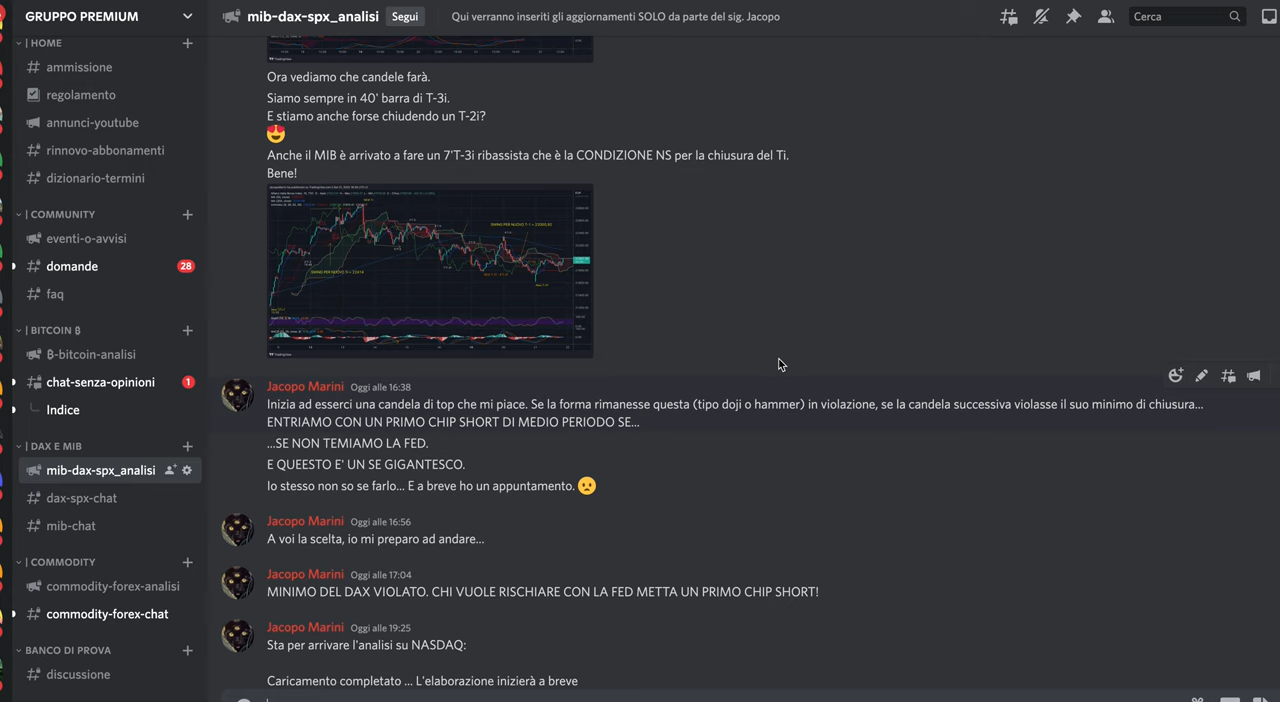 GRUPPO PREMIUM
| HOME
ammissione
regolamento
annunci-youtube
rinnovo-abbonamenti
dizionario-termini
| COMMUNITY
eventi-o-avvisi
domande
28
faq
| BITCOIN ₿
₿-bitcoin-analisi
chat-senza-opinioni
1
Indice
| DAX E MIB
mib-dax-spx_analisi
dax-spx-chat
mib-chat
| COMMODITY
commodity-forex-analisi
commodity-forex-chat
BANCO DI PROVA
discussione
mib-dax-spx_analisi
Segui
Qui verranno inseriti gli aggiornamenti SOLO da parte del sig. Jacopo
Cerca
TradingView
Ora vediamo che candele farà.
Siamo sempre in 40' barra di T-3i.
E stiamo anche forse chiudendo un T-2i?
Anche il MIB è arrivato a fare un 7'T-3i ribassista che è la CONDIZIONE NS per la chiusura del Ti.
Bene!
TradingView
Jacopo Marini Oggi alle 16:38
Inizia ad esserci una candela di top che mi piace. Se la forma rimanesse questa (tipo doji o hammer) in violazione, se la candela successiva violasse il suo minimo di chiusura...
ENTRIAMO CON UN PRIMO CHIP SHORT DI MEDIO PERIODO SE...
...SE NON TEMIAMO LA FED.
E QUEESTO E' UN SE GIGANTESCO.
Io stesso non so se farlo... E a breve ho un appuntamento.
Jacopo Marini Oggi alle 16:56
A voi la scelta, io mi preparo ad andare...
Jacopo Marini Oggi alle 17:04
MINIMO DEL DAX VIOLATO. CHI VUOLE RISCHIARE CON LA FED METTA UN PRIMO CHIP SHORT!
Jacopo Marini Oggi alle 19:25
Sta per arrivare l'analisi su NASDAQ:
Caricamento completato ... L'elaborazione inizierà a breve